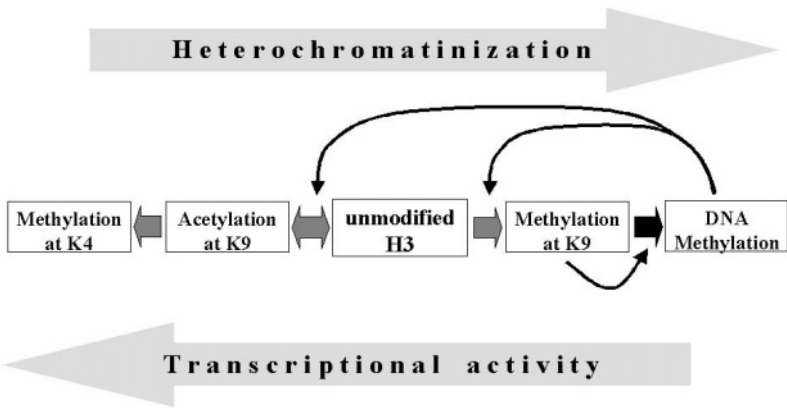 Heterochromatinization
Methylation
at K4
Acetylation
at K9
unmodified
H3
Methylation
at K9
DNA
Methylation
Transcriptional activity